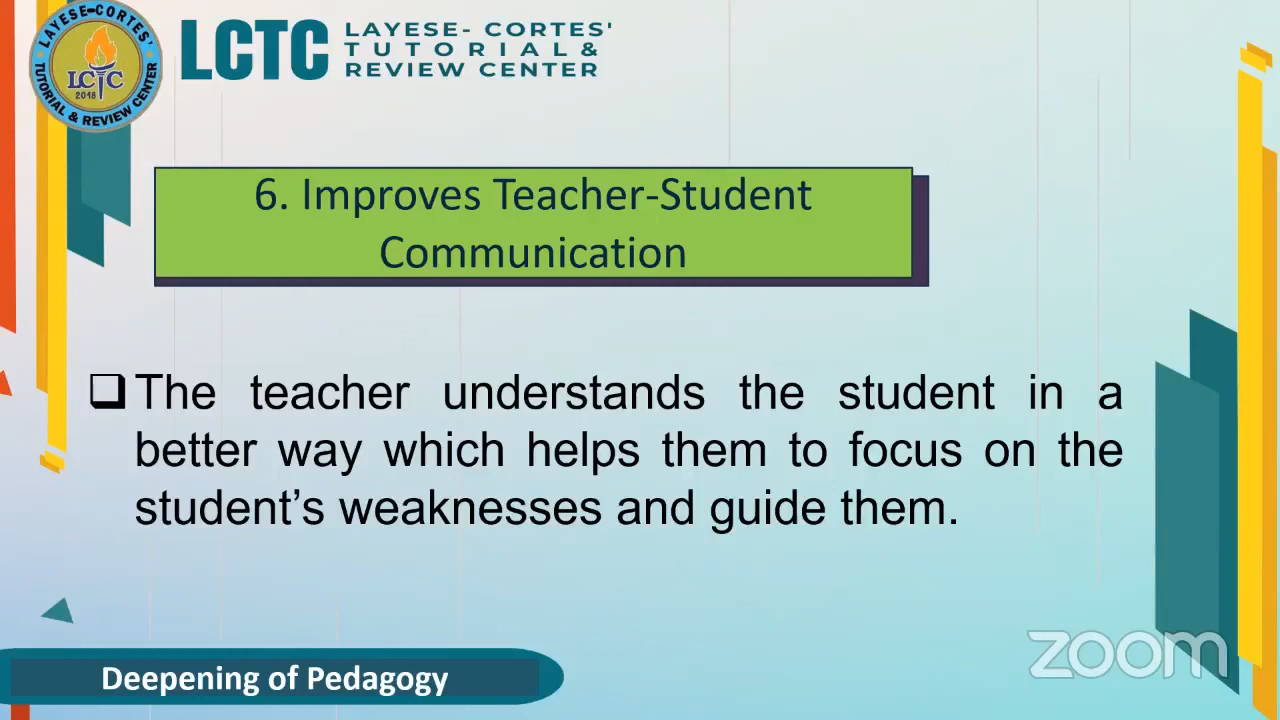 LAYESE-CORTES'
LCTC
2018
TUTORIAL & REVIEW CENTER
LCTC
LAYESE- CORTES'
TUTORIAL &
REVIEW CENTER
6. Improves Teacher-Student
Communication
The teacher understands the student in a
better way which helps them to focus on the
student’s weaknesses and guide them.
Deepening of Pedagogy
zoom